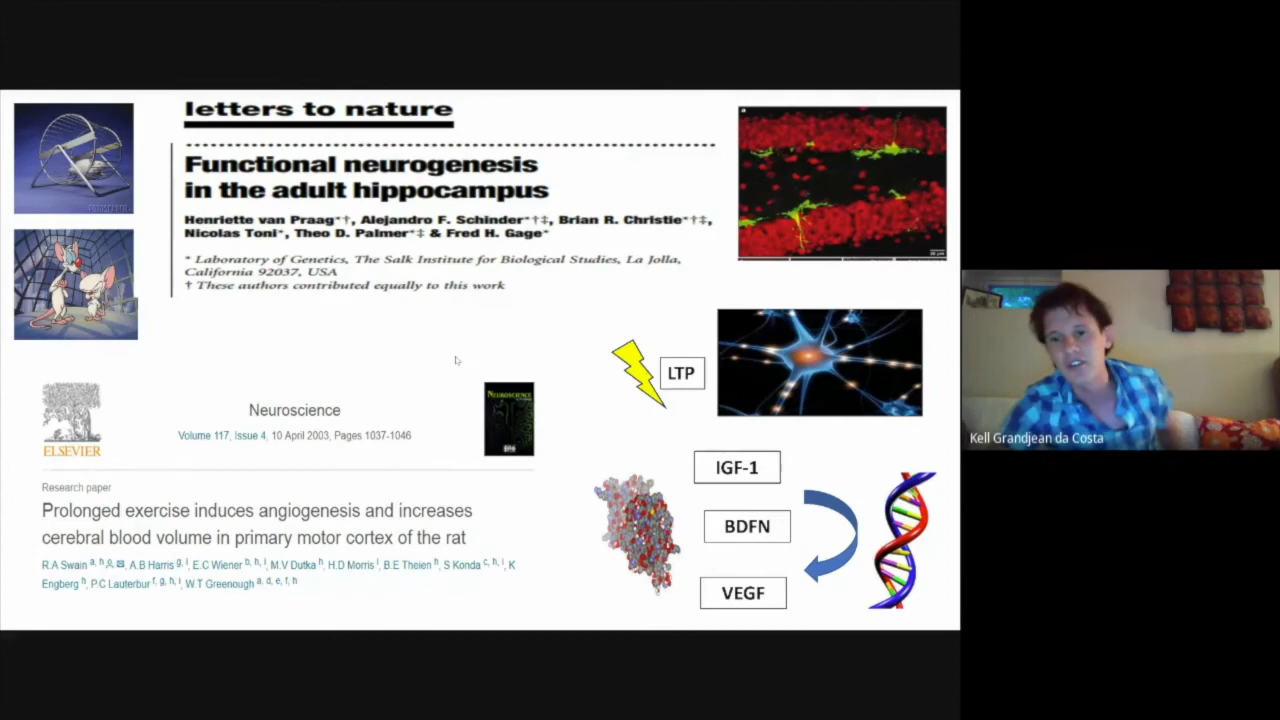 letters to nature
Functional neurogenesis
in the adult hippocampus
Henriette van Praag*†, Alejandro F. Schinder*†‡, Brian R. Christie*†‡,
Nicolas Toni*, Theo D. Palmer*‡ & Fred H. Gage*
* Laboratory of Genetics, The Salk Institute for Biological Studies, La Jolla,
California 92037, USA
† These authors contributed equally to this work
LTP
ELSEVIER
Neuroscience
Volume 117, Issue 4, 10 April 2003, Pages 1037-1046
NEUROSCIENCE
Research paper
Prolonged exercise induces angiogenesis and increases
cerebral blood volume in primary motor cortex of the rat
R.A Swain a, h, A.B Harris g, i, E.C Wiener b, h, i, M.V Dutka h, H.D Morris i, B.E Theien h, S Konda c, h, i, K
Engberg h, P.C Lauterbur f, g, h, i, W.T Greenough a, d, e, f, h
IGF-1
BDFN
VEGF
Kell Grandjean da Costa